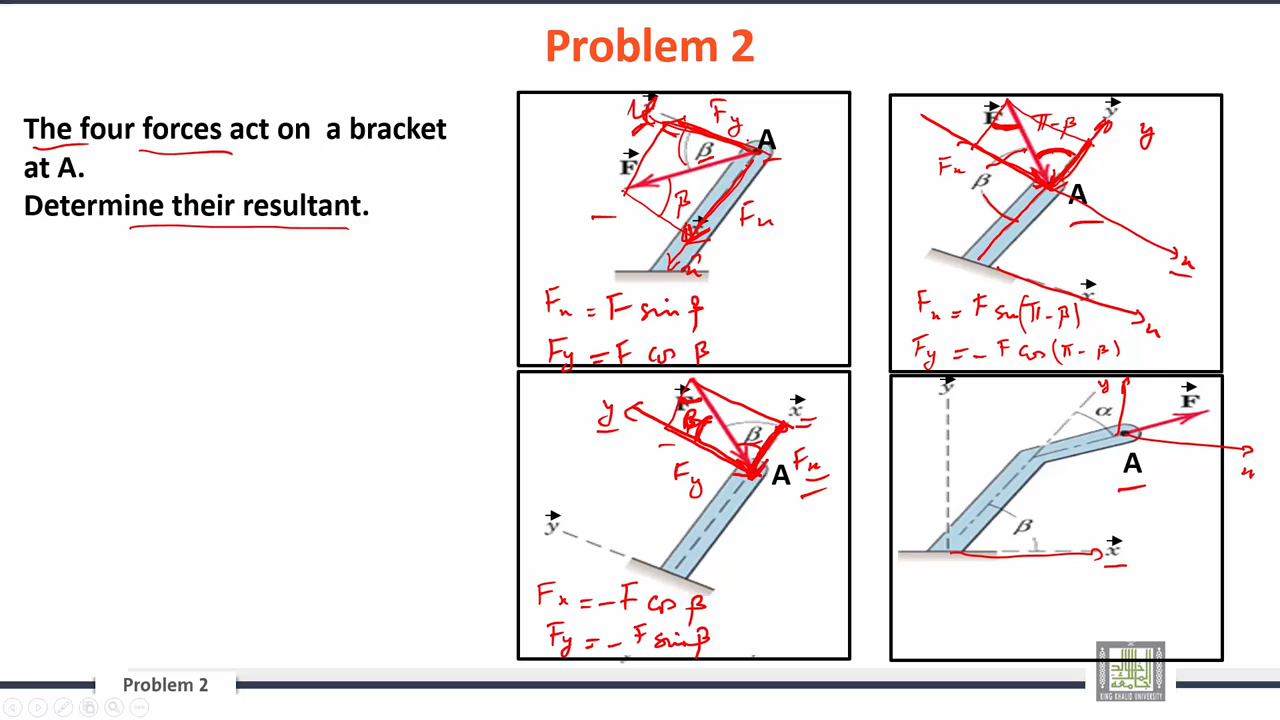 Problem 2
The four forces act on a bracket
at A.
Determine their resultant.
y
F
Fy
A
β
β
Fx
x
Fx = F sin β
Fy = F cos β
F
y
y
π-β
Fx
β
A
x
x
x
Fx = F sin(π-β)
Fy = - F cos(π-β)
F
y
β
x
β
Fx
A
Fy
y
Fx = -F cos β
Fy = - F sin β
y
y
F
α
A
x
β
x
KING KHALID UNIVERSITY
Problem 2